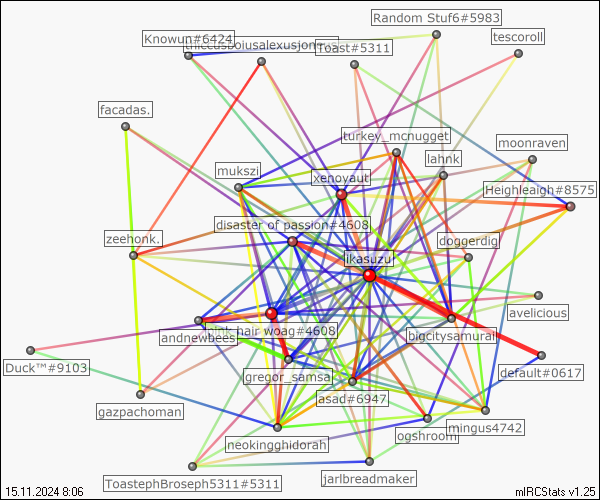 Random Stuf6#5983
Knowun#6424
Toast#5311
tescoroll
facadas.
turkey_mcnugget
moonraven
lahnk
mukszi
xenoyaut
Heighleigh#8575
disaster of passion#4608
zeehonk.
doggerdig
ikasuzu
avelicious
pink hair woag#4608
andnewbees
bigcitysamurai
Duck™#9103
gregor_samsa
default#0617
asad#6947
gazpachoman
mingus4742
ogshroom
neokingghidorah
ToastephBroseph5311#5311
jarlbreadmaker
15.11.2024 8:06
mIRCStats v1.25